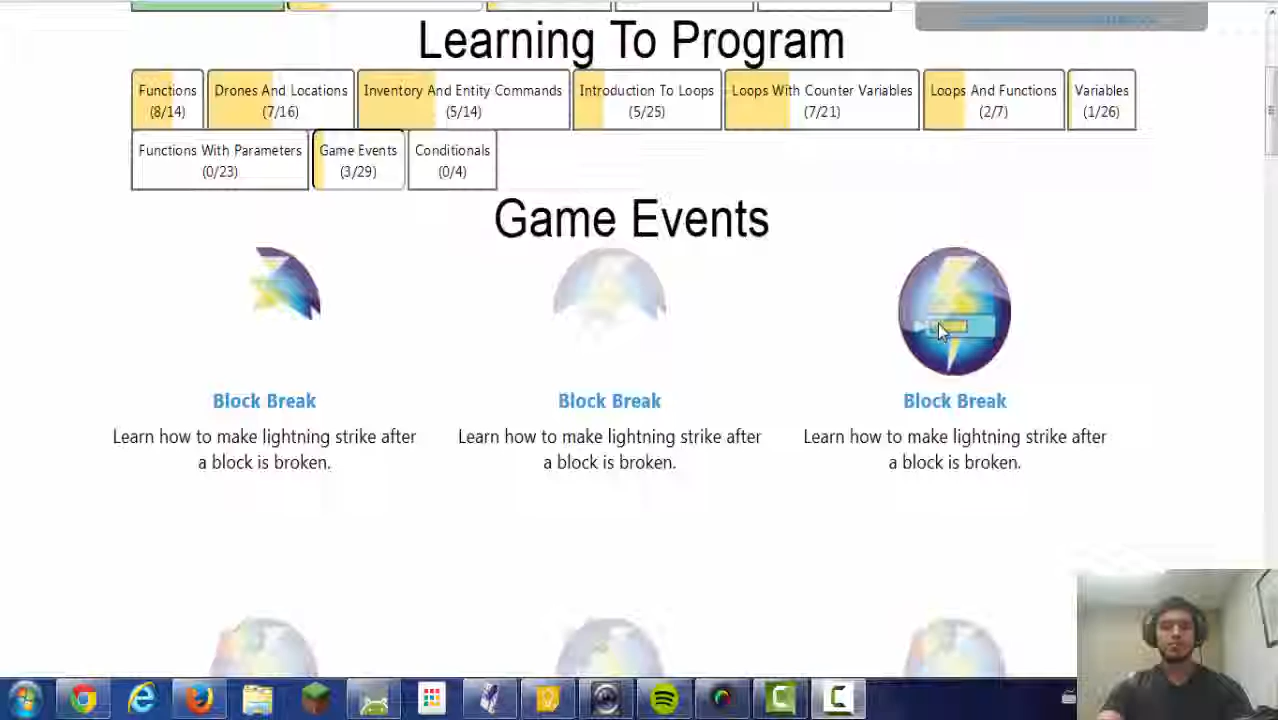 Learning To Program
Functions
(8/14)
Drones And Locations
(7/16)
Inventory And Entity Commands
(5/14)
Introduction To Loops
(5/25)
Loops With Counter Variables
(7/21)
Loops And Functions
(2/7)
Variables
(1/26)
Functions With Parameters
(0/23)
Game Events
(3/29)
Conditionals
(0/4)
Game Events
Block Break
Learn how to make lightning strike after
a block is broken.
Block Break
Learn how to make lightning strike after
a block is broken.
Block Break
Learn how to make lightning strike after
a block is broken.